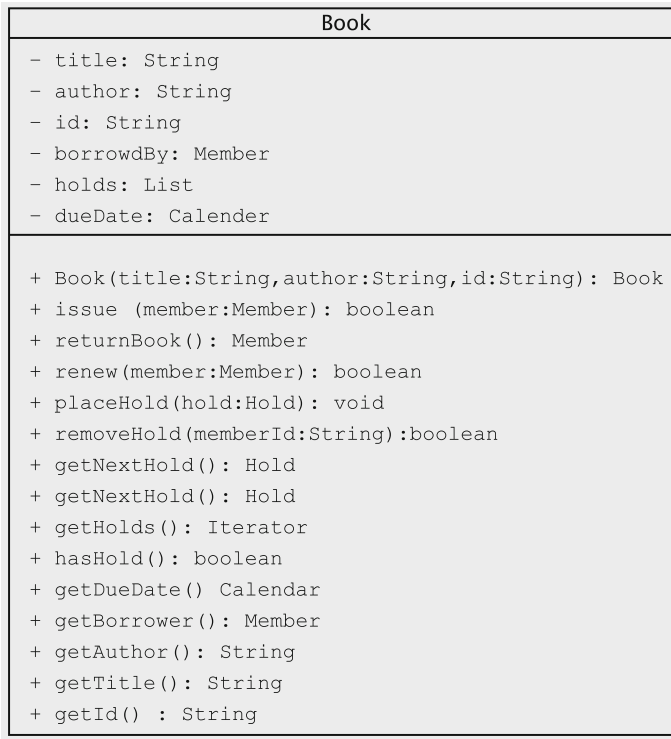 Book
- title: String
- author: String
- id: String
- borrowdBy: Member
- holds: List
- dueDate: Calender
+ Book(title:String,author:String,id:String): Book
+ issue (member:Member): boolean
+ returnBook(): Member
+ renew(member:Member): boolean
+ placeHold(hold:Hold): void
+ removeHold(memberId:String):boolean
+ getNextHold(): Hold
+ getNextHold(): Hold
+ getHolds(): Iterator
+ hasHold(): boolean
+ getDueDate() Calendar
+ getBorrower(): Member
+ getAuthor(): String
+ getTitle(): String
+ getId() : String